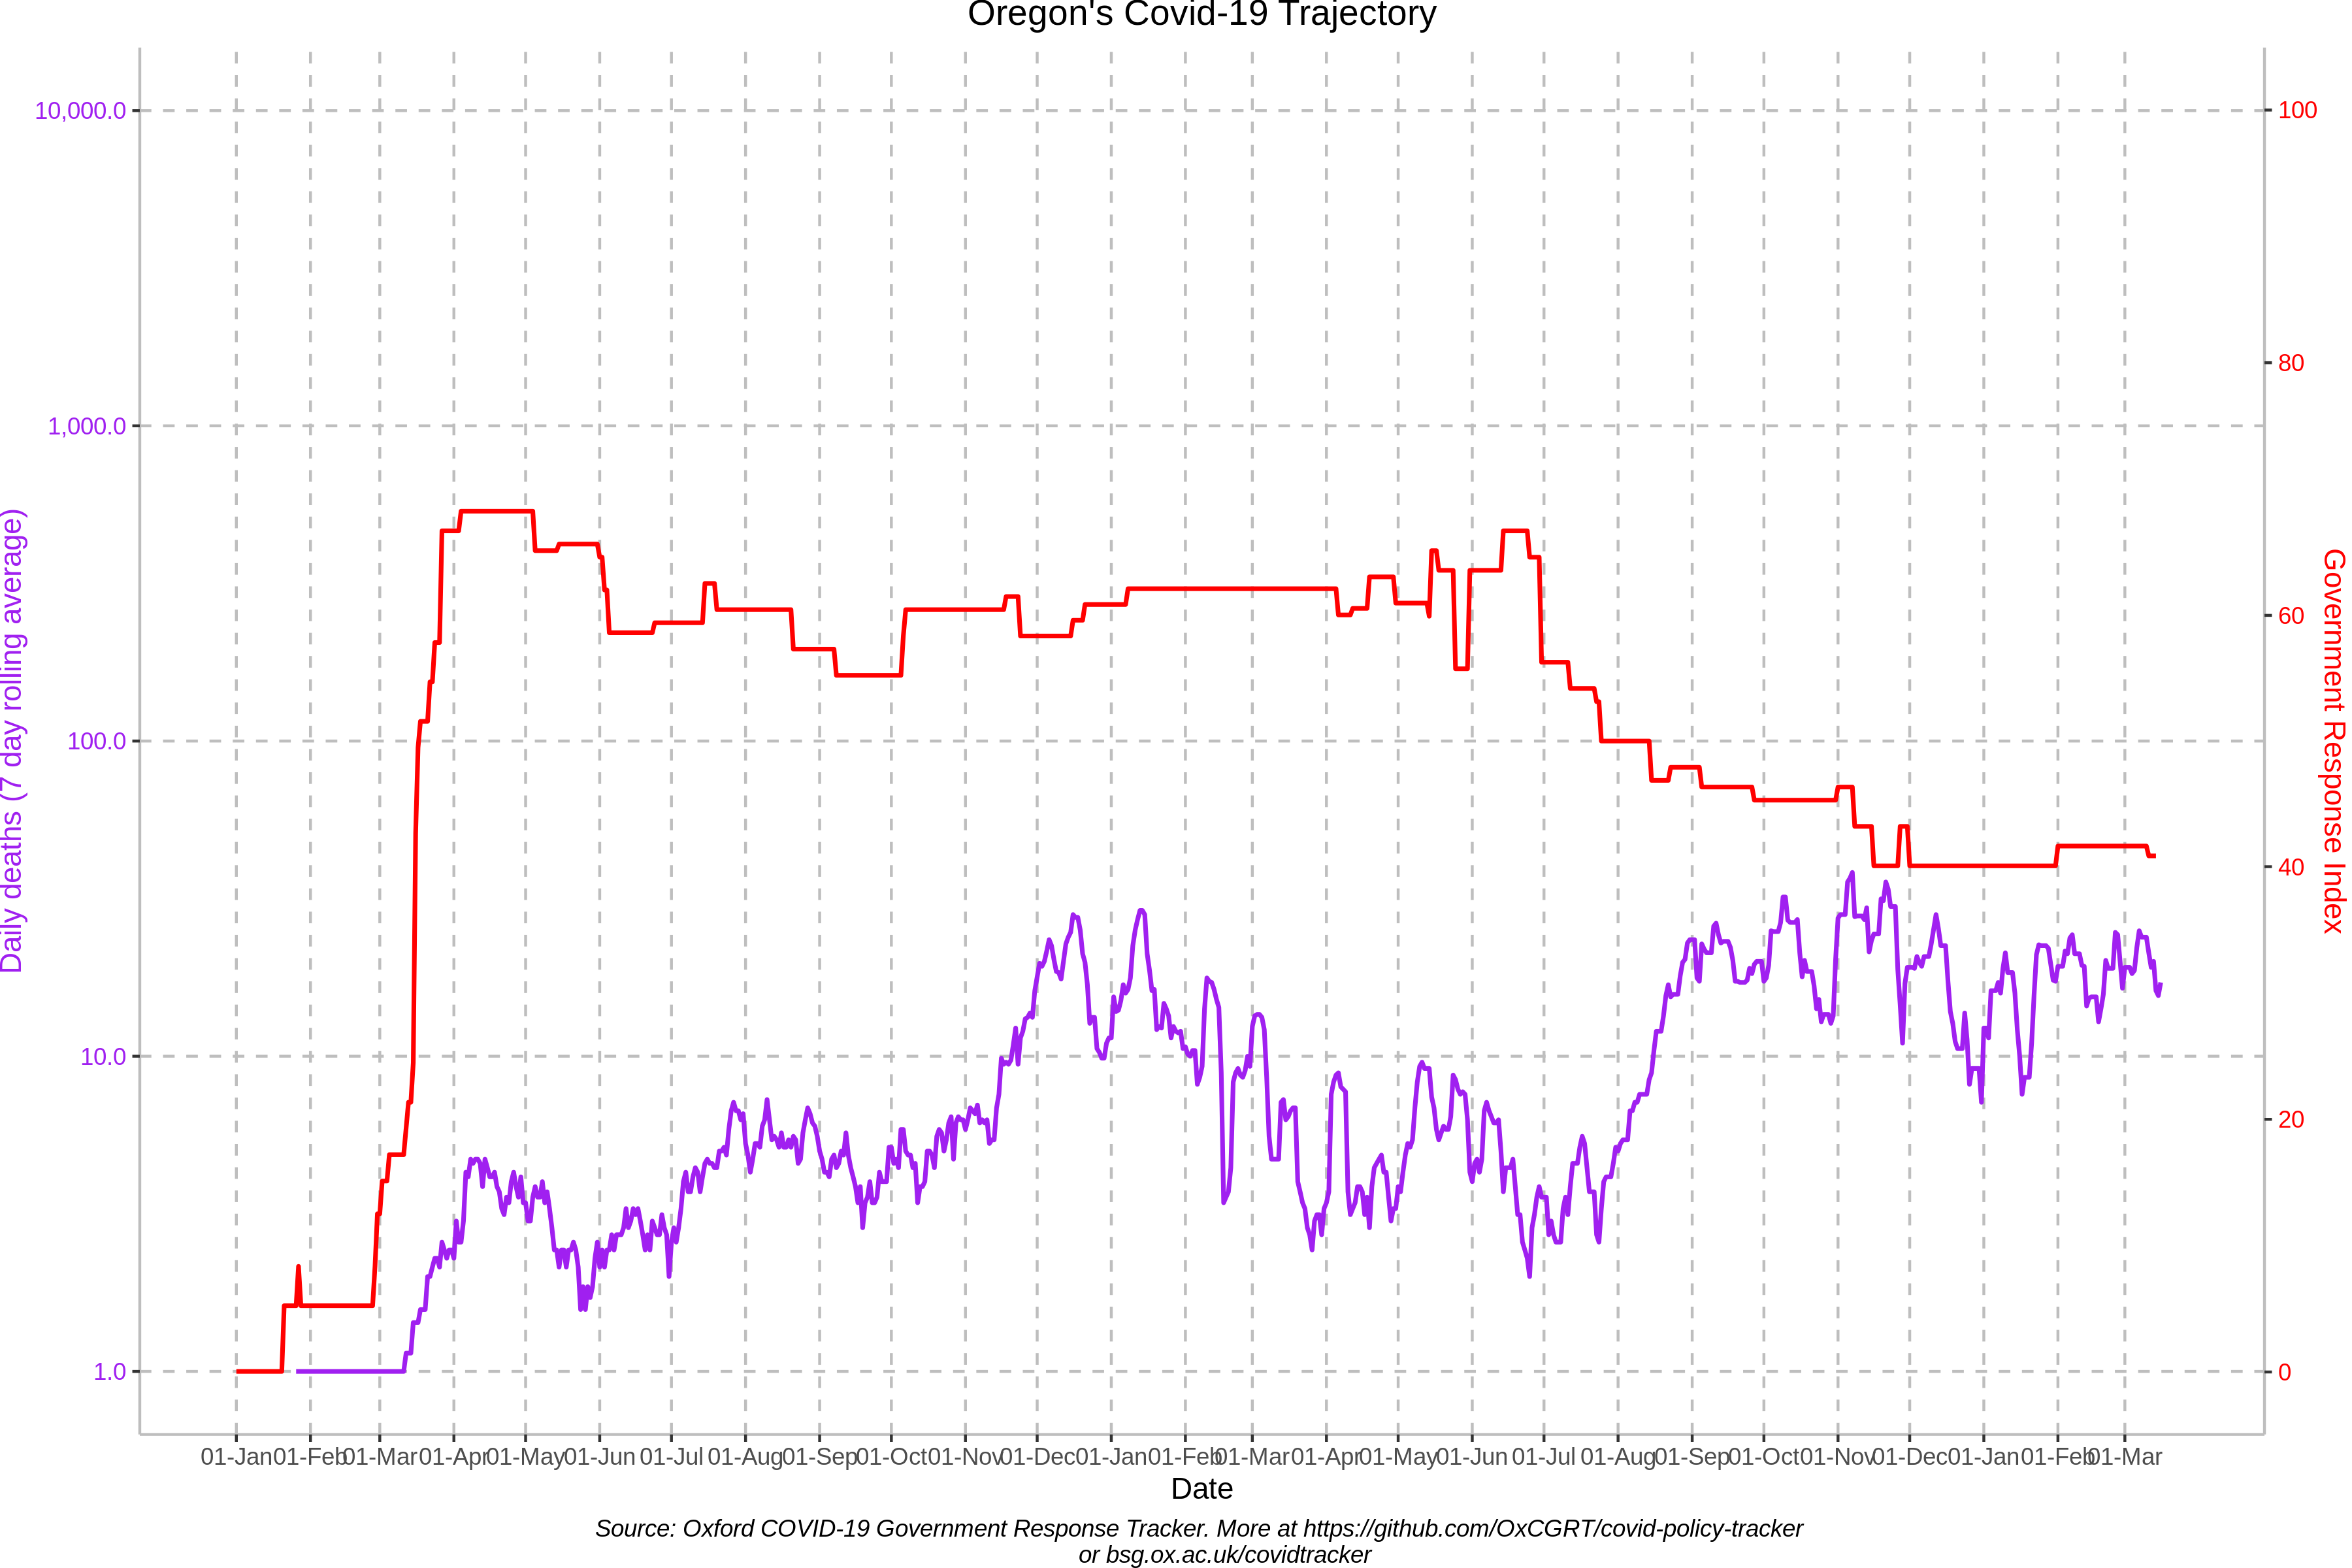 Oregon's Covid-19 Trajectory
10,000.0
1,000.0
100.0
10.0
1.0
Daily deaths (7 day rolling average)
100
80
60
40
20
0
Government Response Index
01-Jan 01-Feb 01-Mar 01-Apr 01-May 01-Jun 01-Jul 01-Aug 01-Sep 01-Oct 01-Nov 01-Dec 01-Jan 01-Feb 01-Mar 01-Apr 01-May 01-Jun 01-Jul 01-Aug 01-Sep 01-Oct 01-Nov 01-Dec 01-Jan 01-Feb 01-Mar
Date
Source: Oxford COVID-19 Government Response Tracker. More at https://github.com/OxCGRT/covid-policy-tracker
or bsg.ox.ac.uk/covidtracker